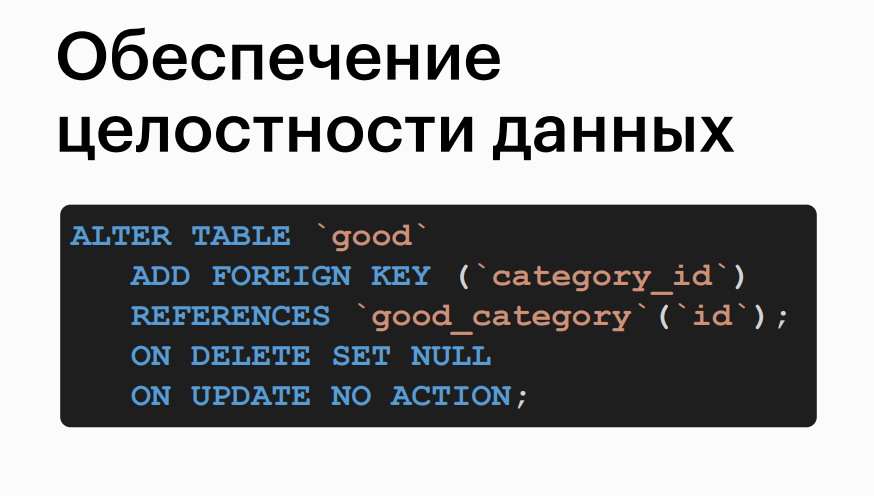 Обеспечение
целостности данных
ALTER TABLE `good`
ADD FOREIGN KEY (`category_id`)
REFERENCES `good_category`(`id`);
ON DELETE SET NULL
ON UPDATE NO ACTION;